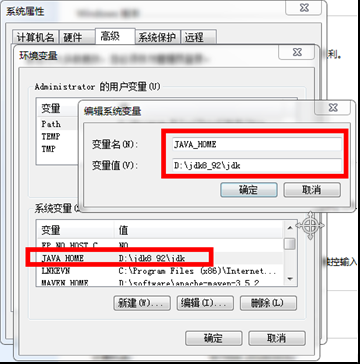 系统属性
计算机名 硬件 高级 系统保护 远程
环境变量
Administrator 的用户变量(U)
变量
Path
TEMP
TMP
编辑系统变量
变量名(N): JAVA_HOME
变量值(V): D:\jdk8_92\jdk
确定 取消
系统变量
变量 值
FP_NO_HOST_C NO
JAVA_HOME D:\jdk8_92\jdk
LNKEVN C:\Program Files (x86)\Internet...
MAVEN_HOME D:\software\apache-maven-3.5.2
新建(W)... 编辑(I)... 删除(L)
确定 取消